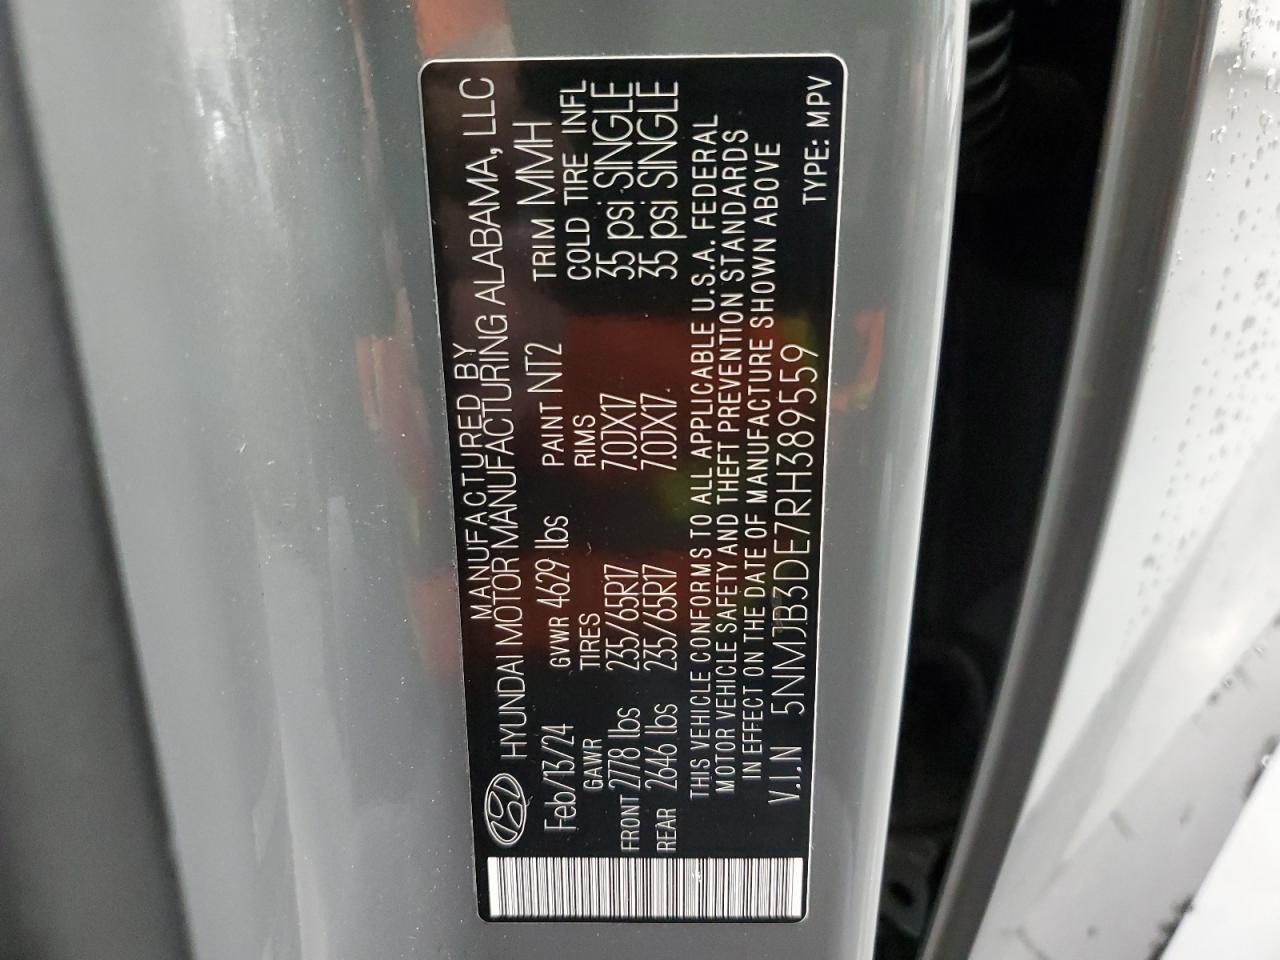 MANUFACTURED BY
HYUNDAI MOTOR MANUFACTURING ALABAMA, LLC
Feb/13/24 GVWR 4629 lbs PAINT NT2 TRIM MMH
GAWR TIRES RIMS COLD TIRE INFL
FRONT 2778 lbs 235/65R17 7.0JX17 35 psi SINGLE
REAR 2646 lbs 235/65R17 7.0JX17 35 psi SINGLE
THIS VEHICLE CONFORMS TO ALL APPLICABLE U.S.A. FEDERAL
MOTOR VEHICLE SAFETY AND THEFT PREVENTION STANDARDS
IN EFFECT ON THE DATE OF MANUFACTURE SHOWN ABOVE
V.I.N 5NMJB3DE7RH389559 TYPE: MPV